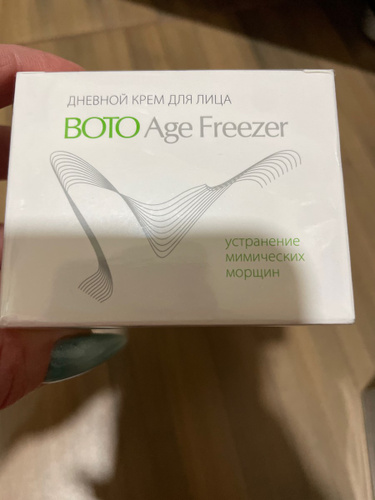 ДНЕВНОЙ КРЕМ ДЛЯ ЛИЦА
BOTO Age Freezer
устранение
мимических
морщин